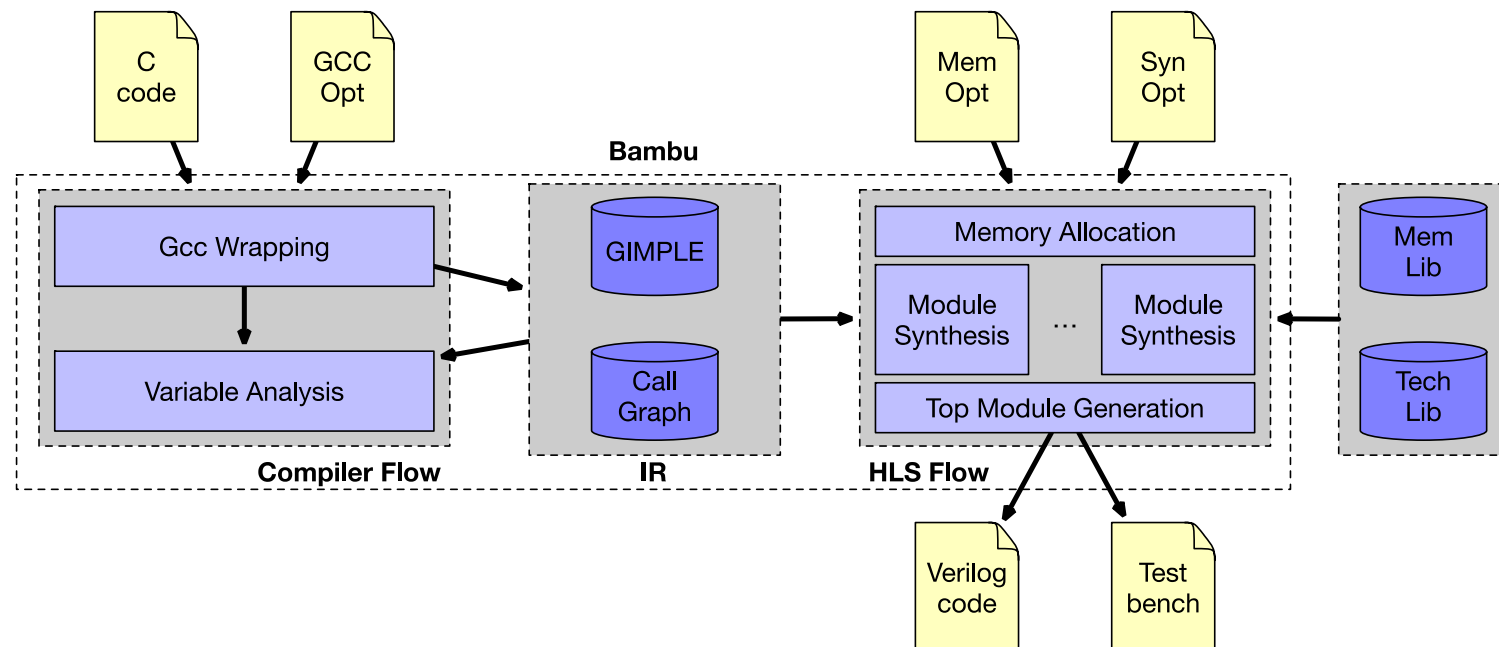 C
code
GCC
Opt
Mem
Opt
Syn
Opt
Bambu
Gcc Wrapping
Variable Analysis
Compiler Flow
GIMPLE
Call
Graph
IR
Memory Allocation
Module
Synthesis
...
Module
Synthesis
Top Module Generation
HLS Flow
Mem
Lib
Tech
Lib
Verilog
code
Test
bench